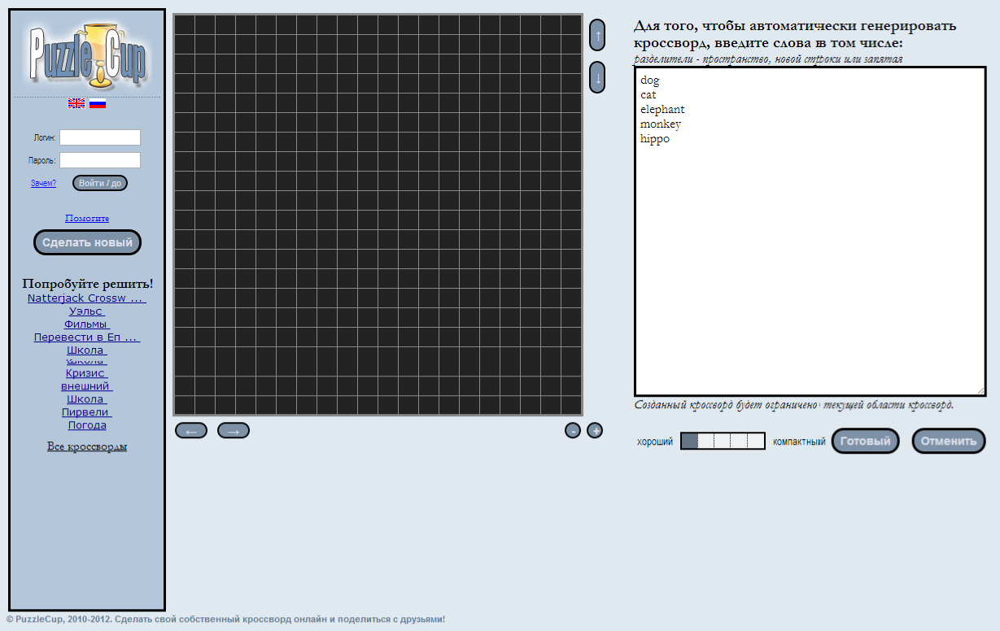 Puzzle Cup
Логин:
Пароль:
Зачем?
Войти / до
Помогите
Сделать новый
Попробуйте решить!
Natterjack Crossw ...
Уэльс
Фильмы
Перевести в Еп ...
Школа
Школа
Кризис
внешний
Школа
Пирвели
Погода
Все кроссворды
↑
↓
← → - +
Для того, чтобы автоматически генерировать
кроссворд, введите слова в том числе:
разделители - пространство, новой строки или запятая
dog
cat
elephant
monkey
hippo
Созданный кроссворд будет ограничено текущей области кроссворд.
хороший компактный Готовый Отменить
© PuzzleCup, 2010-2012. Сделать свой собственный кроссворд онлайн и поделиться с друзьями!